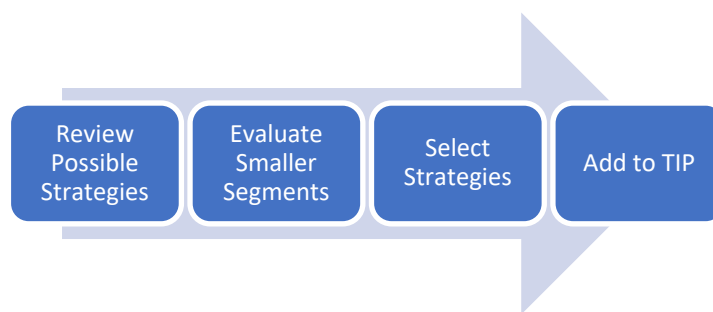 Review
Possible
Strategies
Evaluate
Smaller
Segments
Select
Strategies
Add to TIP